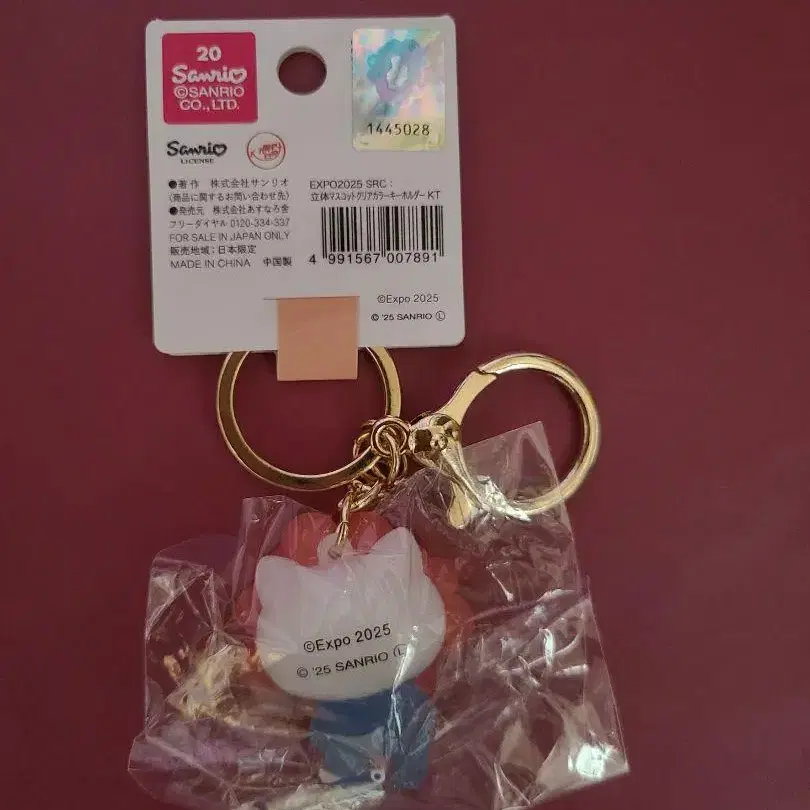 20
Sanrio
©SANRIO
CO.,LTD.
1445028
Sanrio
LICENSE
●著作 株式会社サンリオ
(商品に関するお問い合わせ先)
●発売元 株式会社あすなろ舎
フリーダイヤル 0120-334-337
FOR SALE IN JAPAN ONLY
販売地域:日本限定
MADE IN CHINA 中国製
EXPO2025 SRC:
立体マスコットクリアカラーキーホルダー KT
4 991567 007891
©Expo 2025
© '25 SANRIO Ⓛ
©Expo 2025
© '25 SANRIO Ⓛ